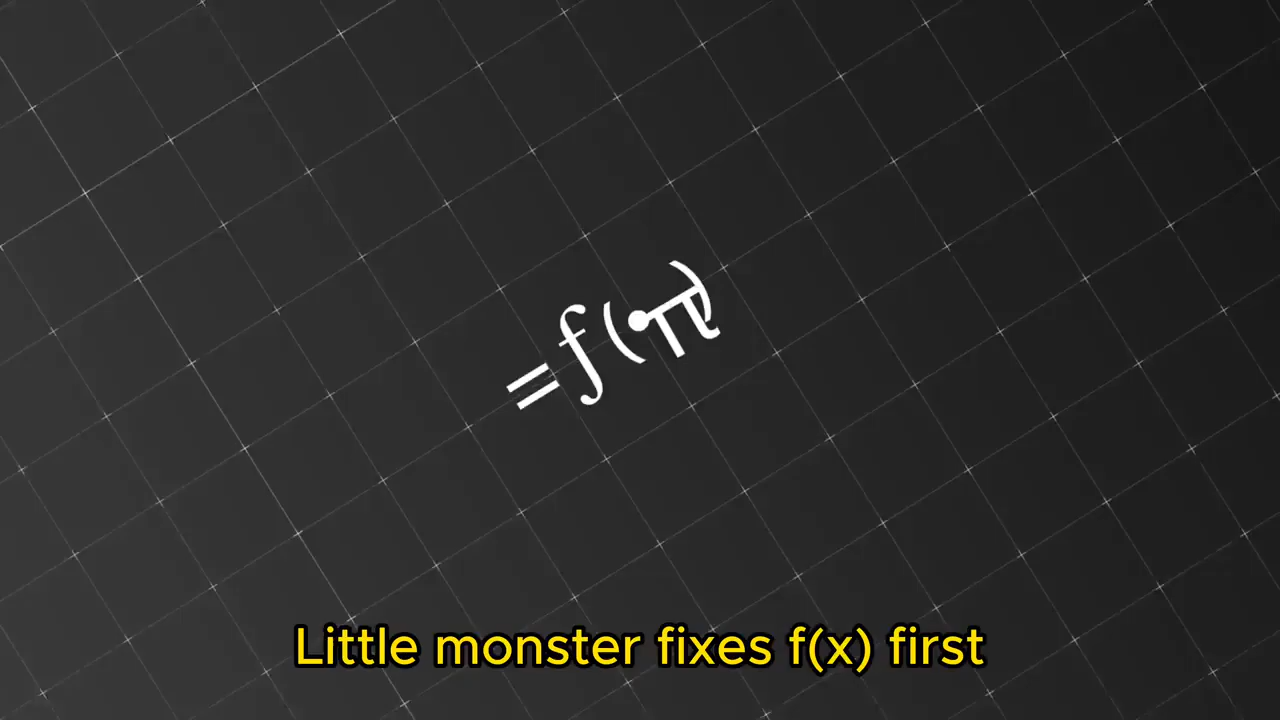 =f(•π)
Little monster fixes f(x) first